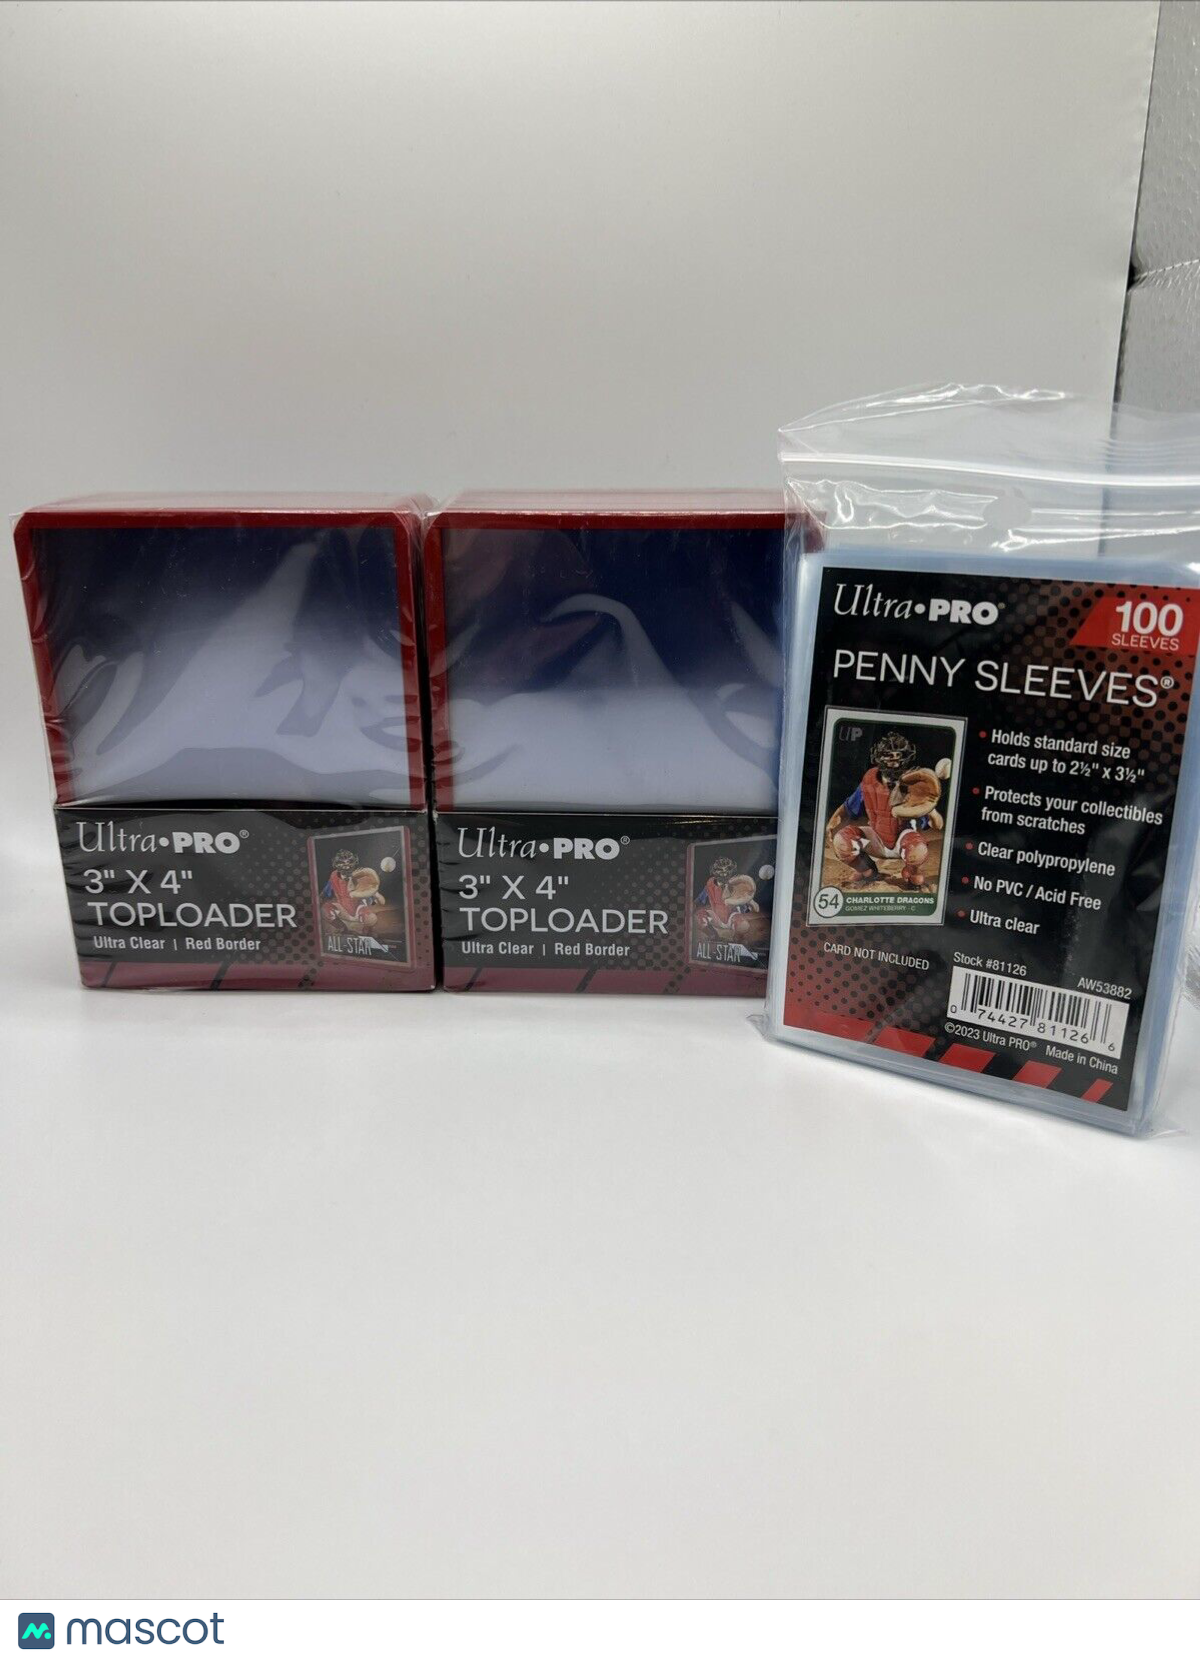 Ultra•PRO®
3" X 4"
TOPLOADER
Ultra Clear | Red Border
ALL-STAR
Ultra•PRO®
3" X 4"
TOPLOADER
Ultra Clear | Red Border
ALL-STAR
Ultra•PRO®
100
SLEEVES
PENNY SLEEVES®
UP
54
CHARLOTTE DRAGONS
GOMEZ WHITEBERRY - C
• Holds standard size
cards up to 2½" x 3½"
• Protects your collectibles
from scratches
• Clear polypropylene
• No PVC / Acid Free
• Ultra clear
CARD NOT INCLUDED
Stock #81126
AW53882
0 74427 81126 6
©2023 Ultra PRO® Made in China
mascot